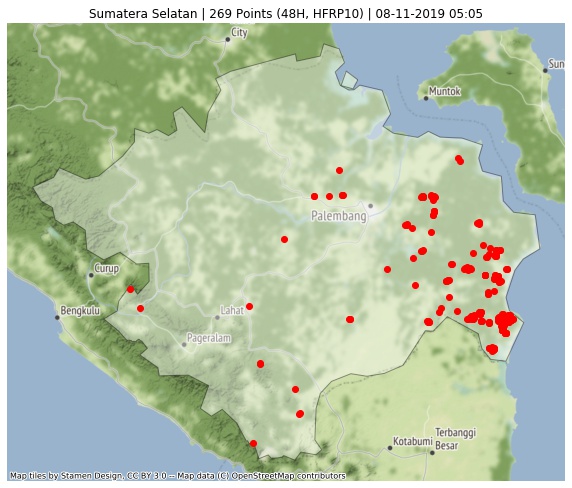 Sumatera Selatan | 269 Points (48H, HFRP10) | 08-11-2019 05:05
City
Sun
Muntok
Palembang
Curup
Bengkulu
Lahat
Pageralam
Terbanggi
Kotabumi
Besar
Map tiles by Stamen Design, CC BY 3.0 -- Map data (C) OpenStreetMap contributors